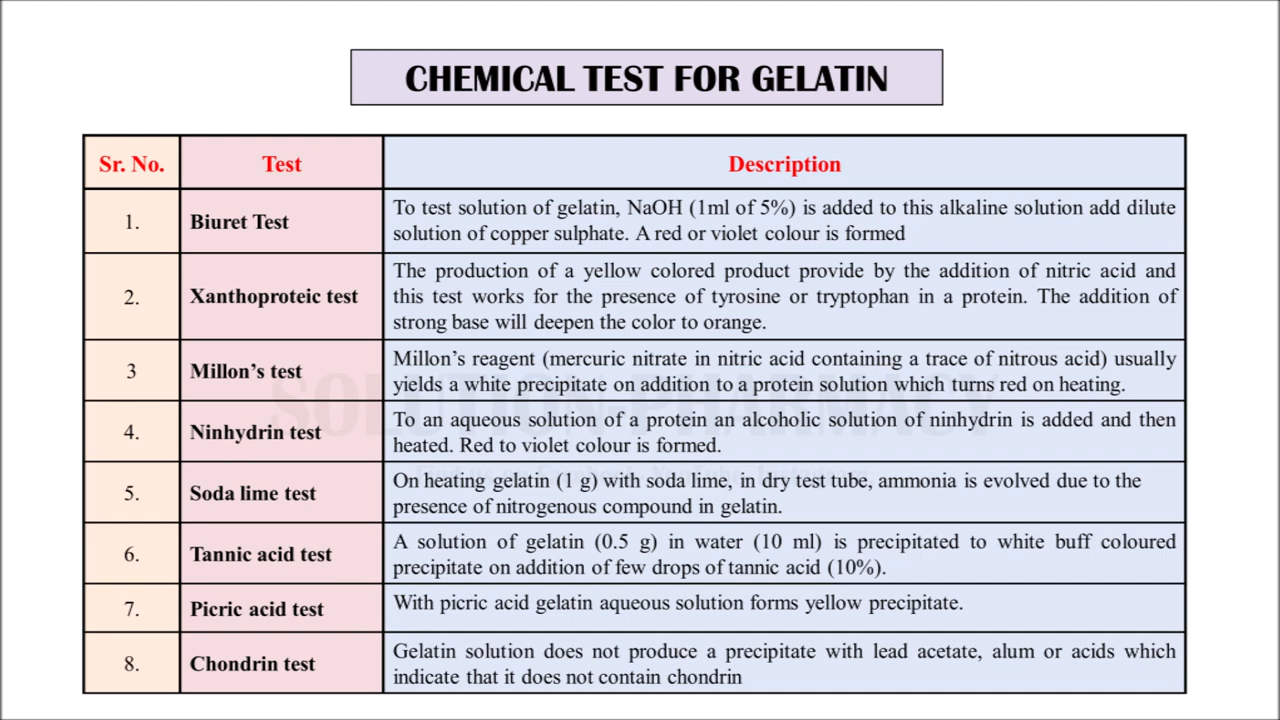 CHEMICAL TEST FOR GELATIN
Sr. No. Test Description
1. Biuret Test To test solution of gelatin, NaOH (1ml of 5%) is added to this alkaline solution add dilute
solution of copper sulphate. A red or violet colour is formed
2. Xanthoproteic test The production of a yellow colored product provide by the addition of nitric acid and
this test works for the presence of tyrosine or tryptophan in a protein. The addition of
strong base will deepen the color to orange.
3 Millon's test Millon's reagent (mercuric nitrate in nitric acid containing a trace of nitrous acid) usually
yields a white precipitate on addition to a protein solution which turns red on heating.
4. Ninhydrin test To an aqueous solution of a protein an alcoholic solution of ninhydrin is added and then
heated. Red to violet colour is formed.
5. Soda lime test On heating gelatin (1 g) with soda lime, in dry test tube, ammonia is evolved due to the
presence of nitrogenous compound in gelatin.
6. Tannic acid test A solution of gelatin (0.5 g) in water (10 ml) is precipitated to white buff coloured
precipitate on addition of few drops of tannic acid (10%).
7. Picric acid test With picric acid gelatin aqueous solution forms yellow precipitate.
8. Chondrin test Gelatin solution does not produce a precipitate with lead acetate, alum or acids which
indicate that it does not contain chondrin
SOLUTION-PHARMACY